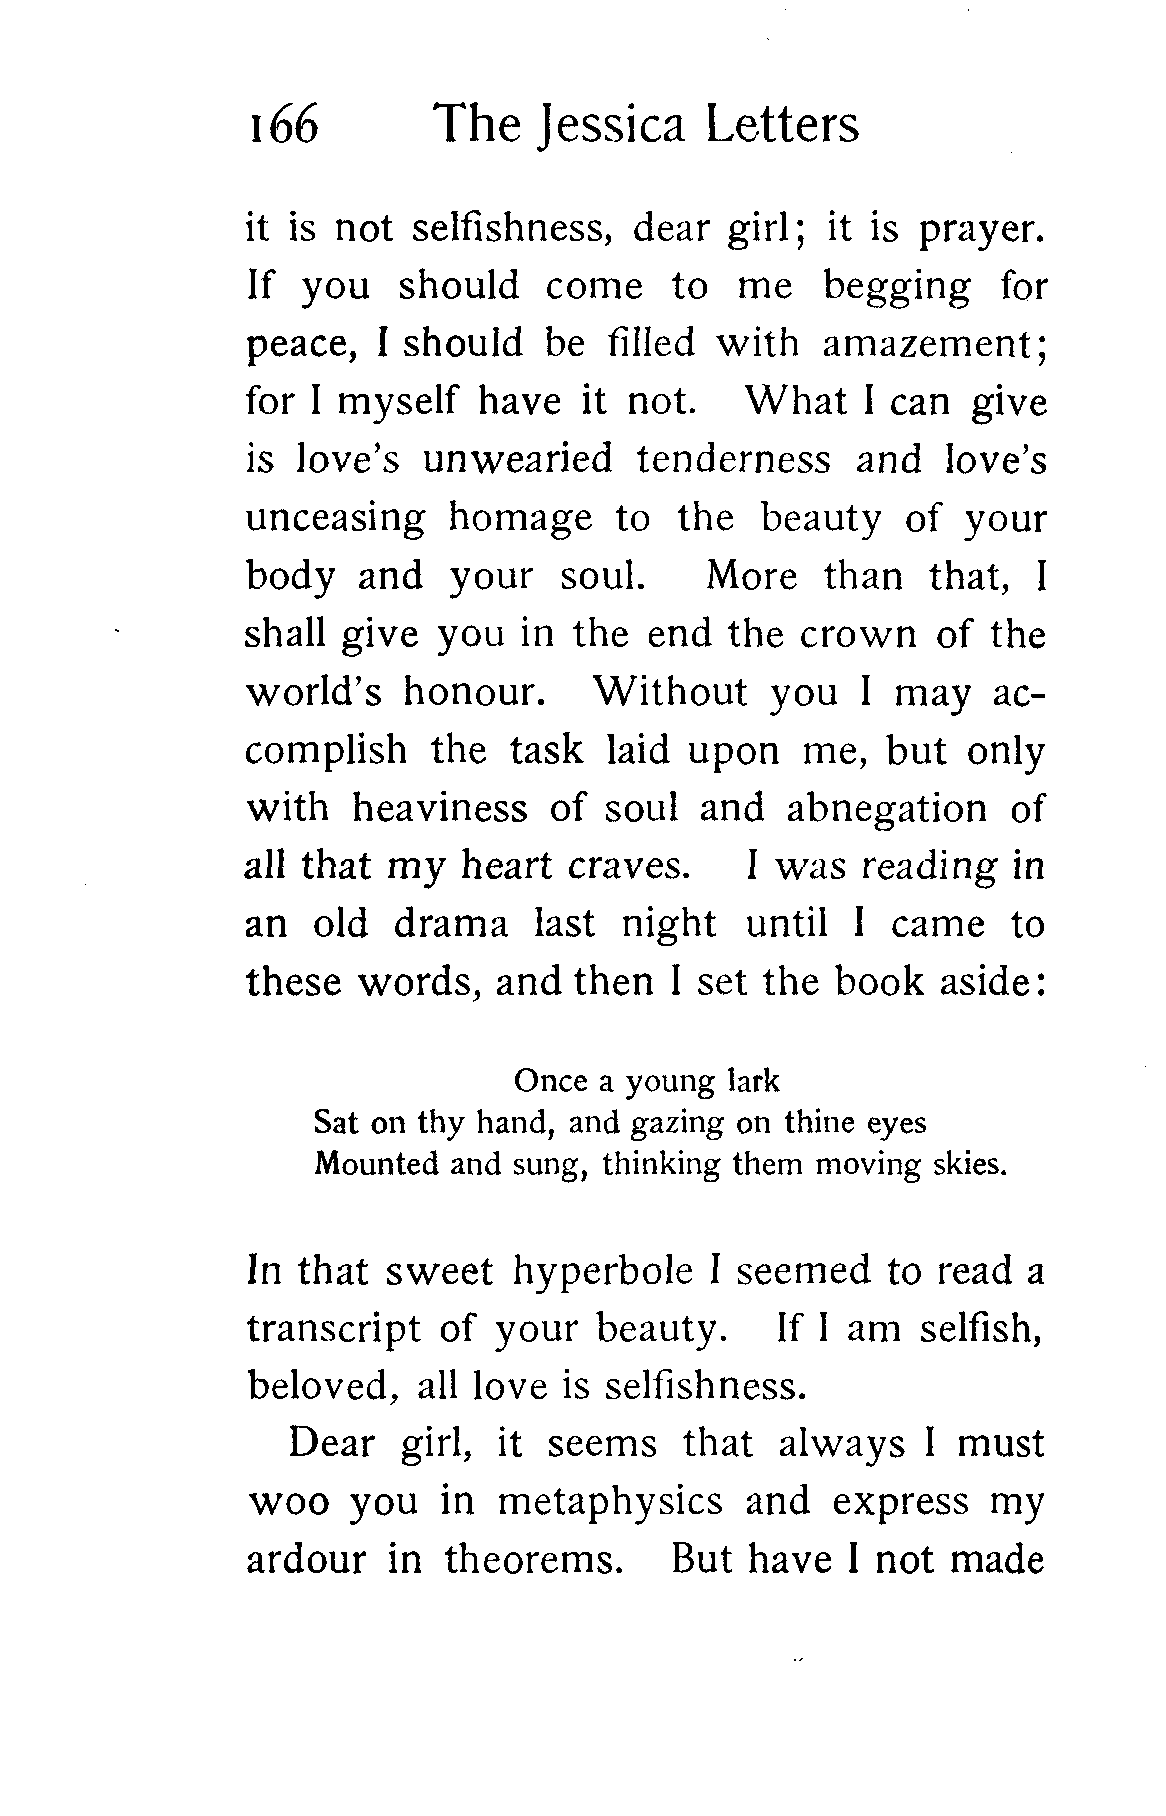 166 The Jessica Letters
it is not selfishness, dear girl; it is prayer.
If you should come to me begging for
peace, I should be filled with amazement;
for I myself have it not. What I can give
is love's unwearied tenderness and love's
unceasing homage to the beauty of your
body and your soul. More than that, I
shall give you in the end the crown of the
world's honour. Without you I may ac-
complish the task laid upon me, but only
with heaviness of soul and abnegation of
all that my heart craves. I was reading in
an old drama last night until I came to
these words, and then I set the book aside:
Once a young lark
Sat on thy hand, and gazing on thine eyes
Mounted and sung, thinking them moving skies.
In that sweet hyperbole I seemed to read a
transcript of your beauty. If I am selfish,
beloved, all love is selfishness.
Dear girl, it seems that always I must
woo you in metaphysics and express my
ardour in theorems. But have I not made